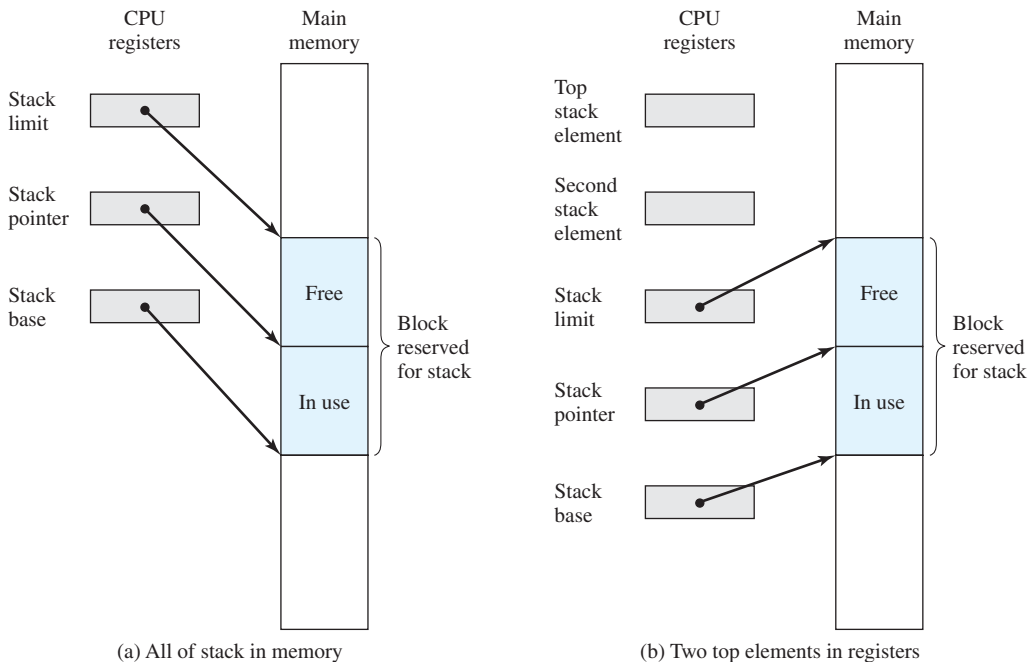 CPU
registers
Main
memory
Stack
limit
Stack
pointer
Stack
base
Free
In use
Block
reserved
for stack
(a) All of stack in memory
CPU
registers
Main
memory
Top
stack
element
Second
stack
element
Stack
limit
Stack
pointer
Stack
base
Free
In use
Block
reserved
for stack
(b) Two top elements in registers